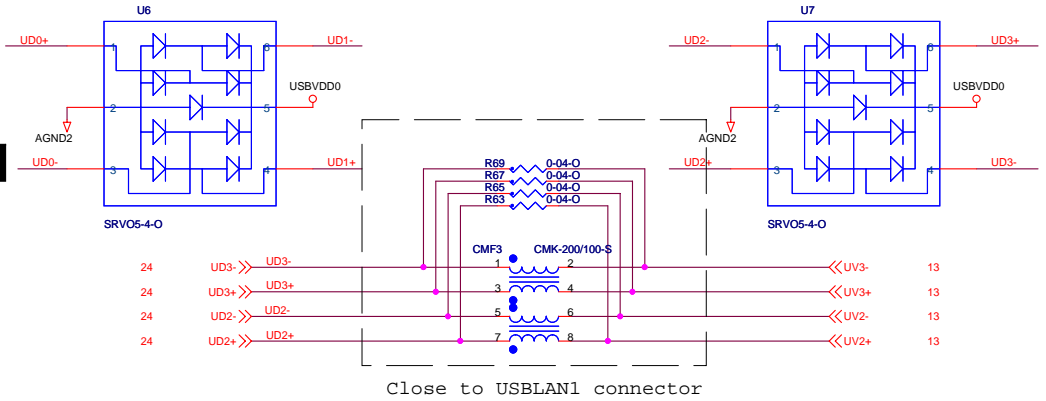 U6 U7
UD0+ 1 6 UD1- UD2- 1 6 UD3+
USBVDD0 USBVDD0
2 5 2 5
AGND2 AGND2
UD0- 3 4 UD1+ UD2+ 3 4 UD3-
R69 0-04-O
R67 0-04-O
R65 0-04-O
R63 0-04-O
SRVO5-4-O SRVO5-4-O
CMF3 CMK-200/100-S
24 UD3- UD3- 1 2 UV3- 13
24 UD3+ UD3+ 3 4 UV3+ 13
24 UD2- UD2- 5 6 UV2- 13
24 UD2+ UD2+ 7 8 UV2+ 13
Close to USBLAN1 connector